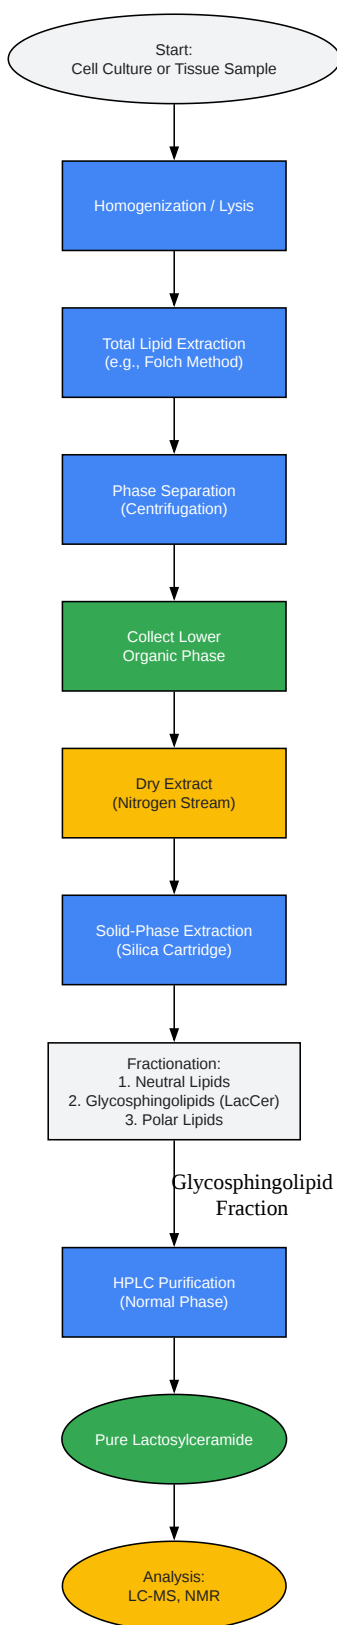 Start:
Cell Culture or Tissue Sample
Homogenization / Lysis
Total Lipid Extraction
(e.g., Folch Method)
Phase Separation
(Centrifugation)
Collect Lower
Organic Phase
Dry Extract
(Nitrogen Stream)
Solid-Phase Extraction
(Silica Cartridge)
Fractionation:
1. Neutral Lipids
2. Glycosphingolipids (LacCer)
3. Polar Lipids
Glycosphingolipid
Fraction
HPLC Purification
(Normal Phase)
Pure Lactosylceramide
Analysis:
LC-MS, NMR